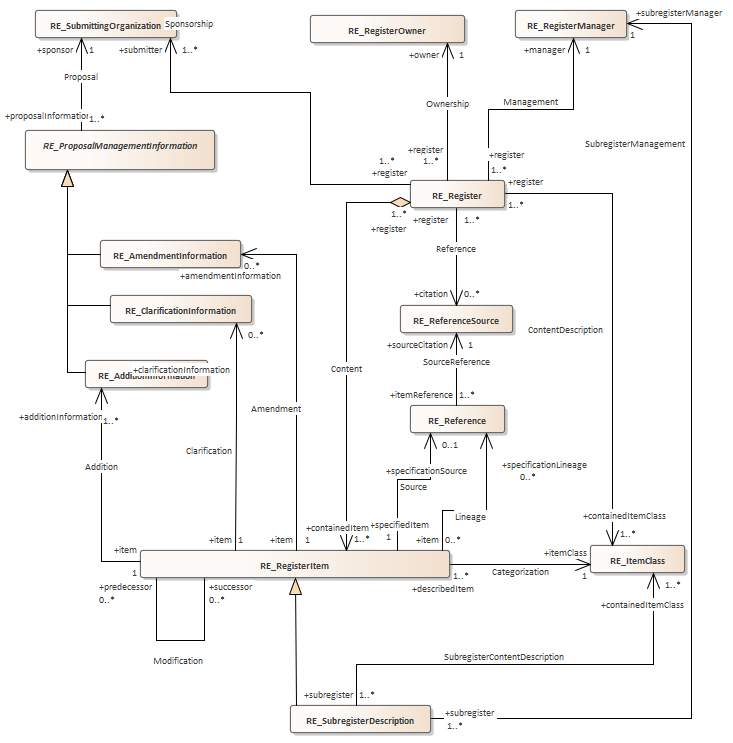 RE_SubmittingOrganization
Sponsorship
RE_RegisterOwner
RE_RegisterManager
+subregisterManager
1
+sponsor
1
+submitter
1..*
+owner
1
+manager
1
Proposal
Ownership
Management
+proposalInformation
1..*
RE_ProposalManagementInformation
SubregisterManagement
+register
1..*
1..*
+register
+register
1..*
+register
1..*
RE_Register
1..*
+register
+register
1..*
Reference
RE_AmendmentInformation
0..*
+amendmentInformation
+citation
0..*
RE_ClarificationInformation
0..*
RE_ReferenceSource
ContentDescription
+sourceCitation
1
SourceReference
Content
RE_AdditionInformation
+clarificationInformation
+itemReference
1..*
Amendment
+additionInformation
1..*
RE_Reference
0..1
Clarification
+specificationSource
+specificationLineage
0..*
Addition
Source
Lineage
+containedItemClass
1..*
+containedItem
1..*
+specifiedItem
1
+item
0..*
+item
1
+item
1
+item
1
RE_RegisterItem
+itemClass
1
RE_ItemClass
Categorization
1..*
+describedItem
+predecessor
0..*
+successor
0..*
1..*
+containedItemClass
Modification
SubregisterContentDescription
+subregister
1..*
RE_SubregisterDescription
+subregister
1..*